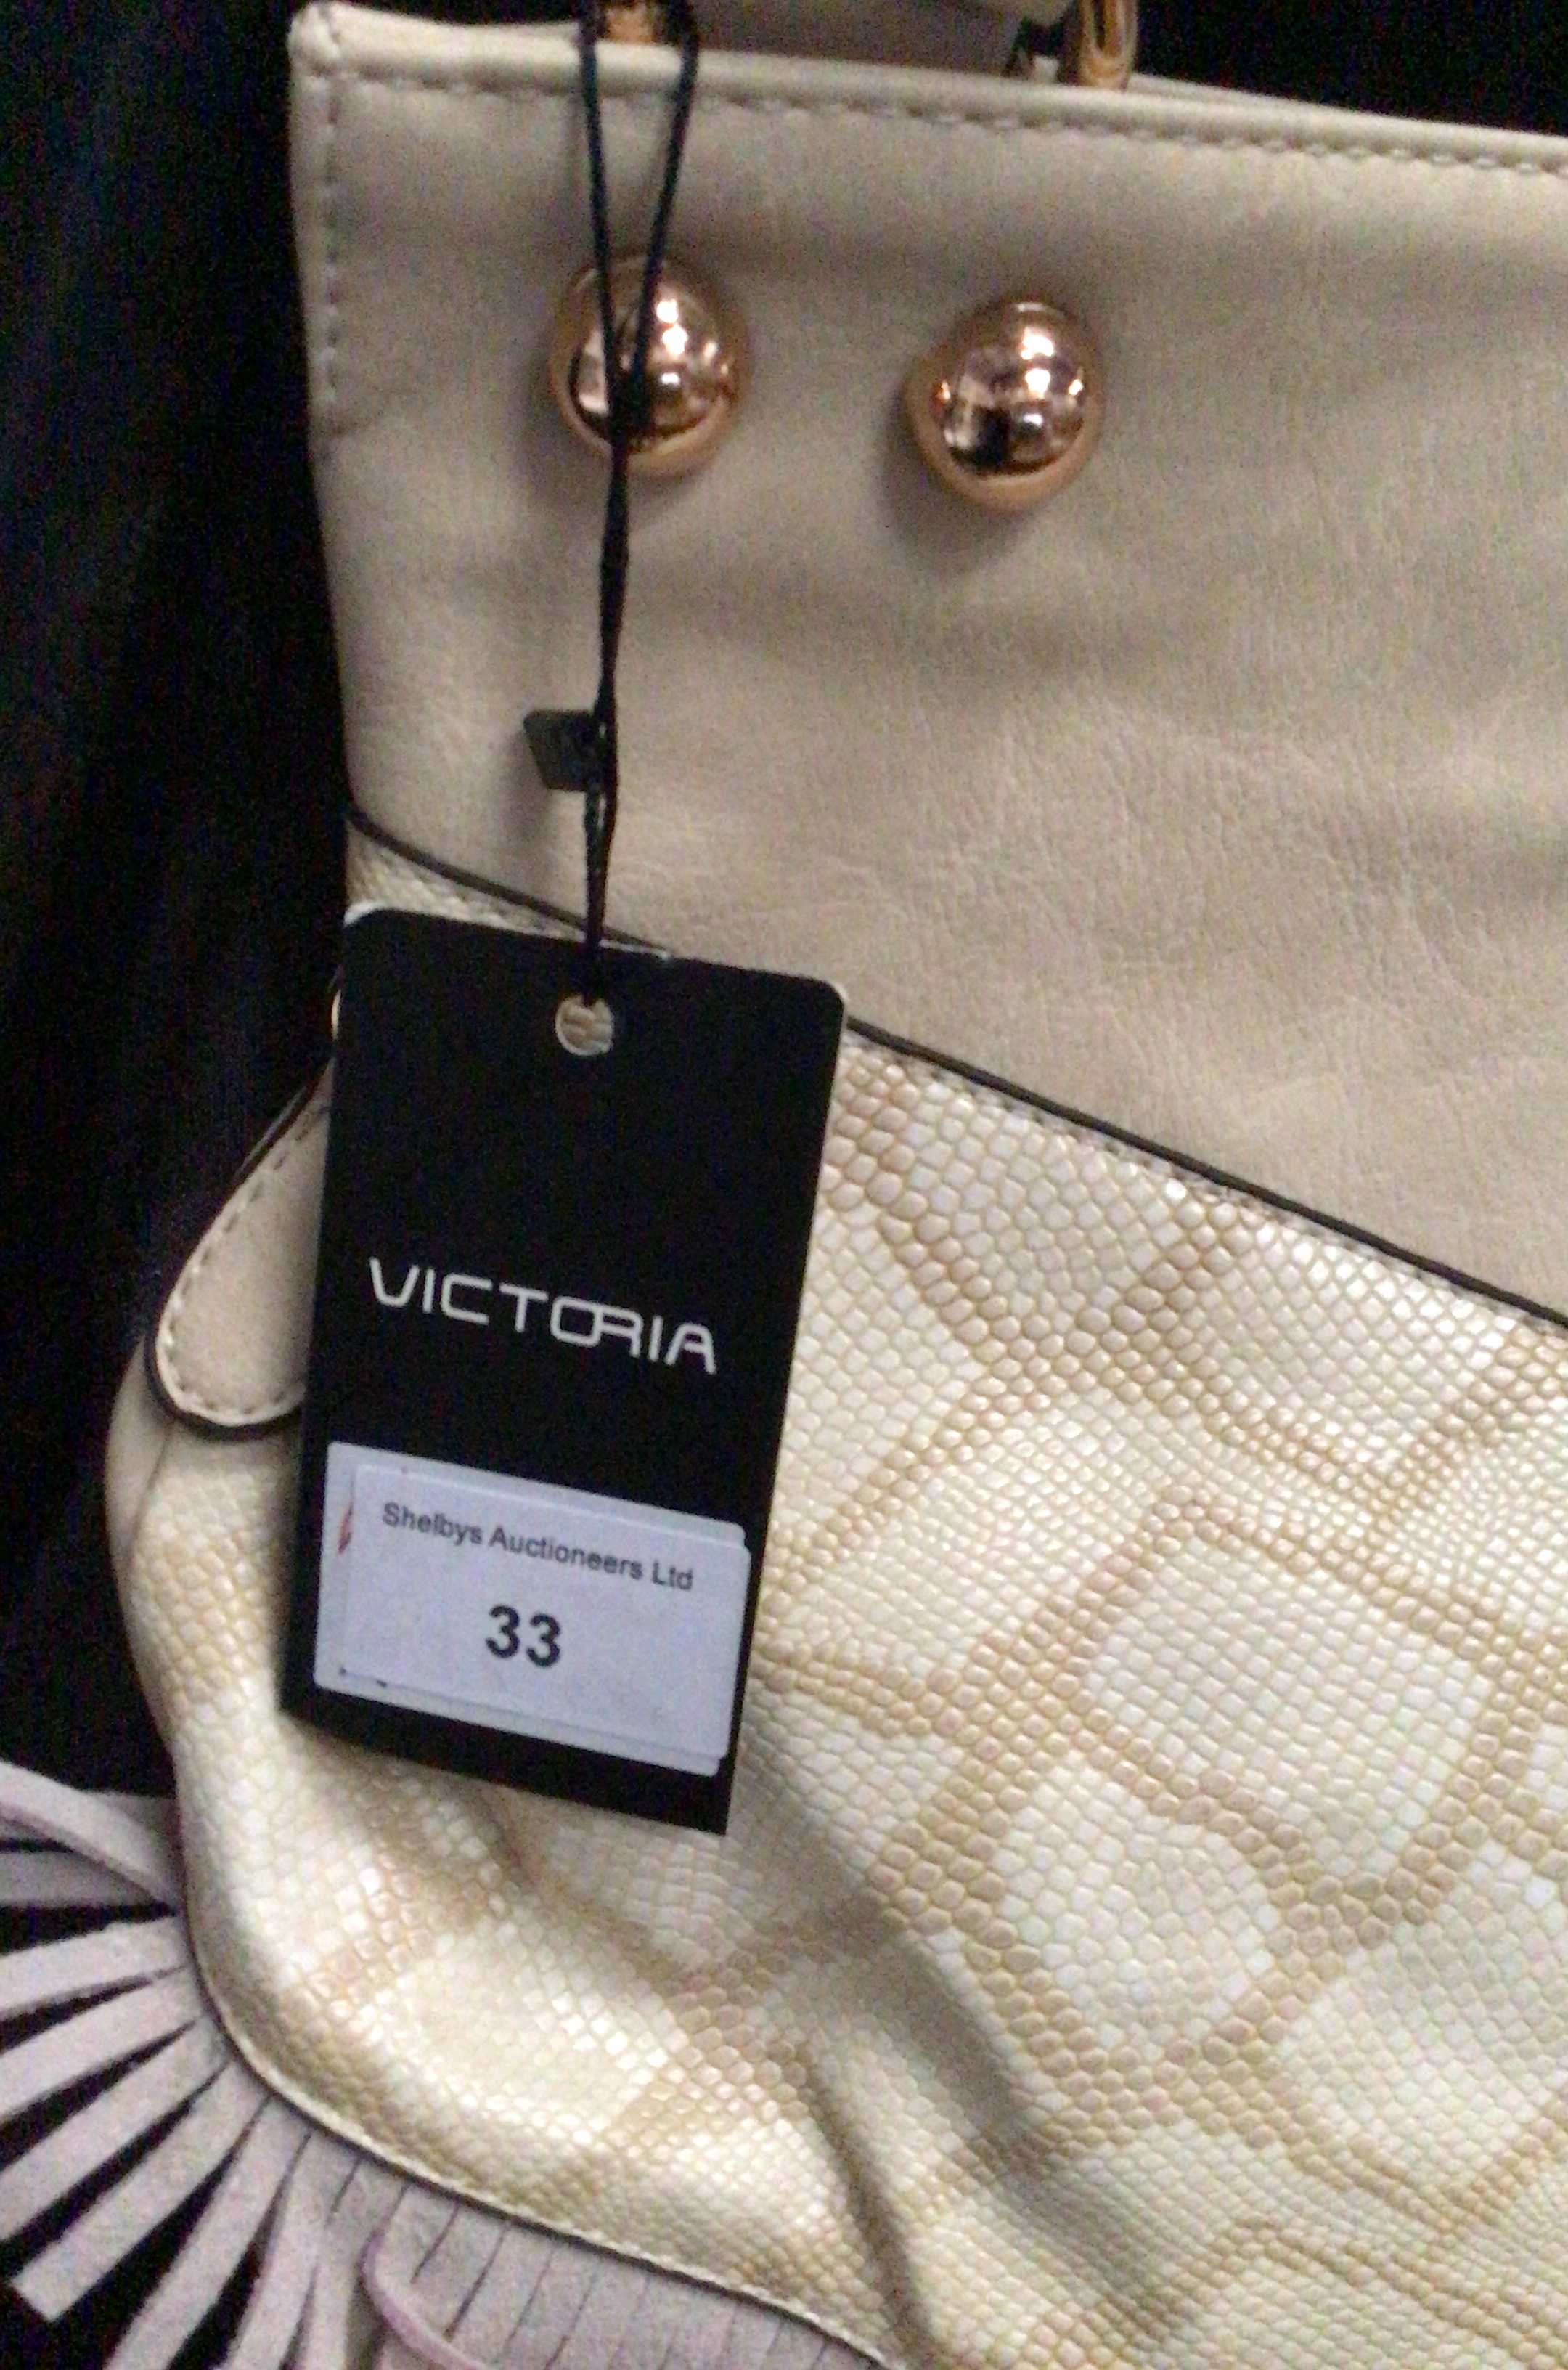 VICTORIA
Shelbys Auctioneers Ltd
33